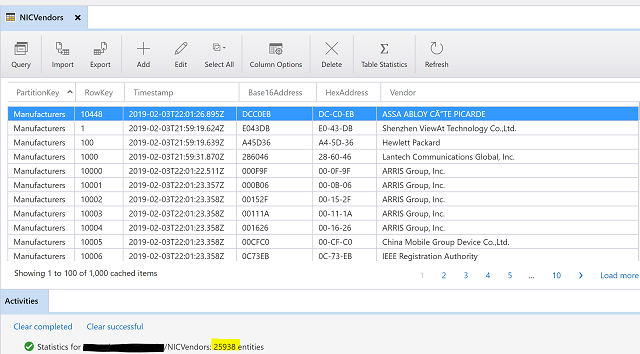 NICVendors ×
Query Import Export Add Edit Select All Column Options Delete Table Statistics Refresh
PartitionKey RowKey Timestamp Base16Address HexAddress Vendor
Manufacturers 10448 2019-02-03T22:01:26.895Z DCC0EB DC-C0-EB ASSA ABLOY CÃ"TE PICARDE
Manufacturers 1 2019-02-03T21:59:19.624Z E043DB E0-43-DB Shenzhen ViewAt Technology Co.,Ltd.
Manufacturers 100 2019-02-03T21:59:19.639Z A45D36 A4-5D-36 Hewlett Packard
Manufacturers 1000 2019-02-03T21:59:31.870Z 286046 28-60-46 Lantech Communications Global, Inc.
Manufacturers 10000 2019-02-03T22:01:22.511Z 000F9F 00-0F-9F ARRIS Group, Inc.
Manufacturers 10001 2019-02-03T22:01:23.357Z 000B06 00-0B-06 ARRIS Group, Inc.
Manufacturers 10002 2019-02-03T22:01:23.358Z 00152F 00-15-2F ARRIS Group, Inc.
Manufacturers 10003 2019-02-03T22:01:23.358Z 00111A 00-11-1A ARRIS Group, Inc.
Manufacturers 10004 2019-02-03T22:01:23.358Z 001626 00-16-26 ARRIS Group, Inc.
Manufacturers 10005 2019-02-03T22:01:23.358Z 00CFC0 00-CF-C0 China Mobile Group Device Co.,Ltd.
Manufacturers 10006 2019-02-03T22:01:23.358Z 0C73EB 0C-73-EB IEEE Registration Authority
Showing 1 to 100 of 1,000 cached items 1 2 3 4 5 ... 10 > Load more
Activities
Clear completed Clear successful
Statistics for /NICVendors: 25938 entities